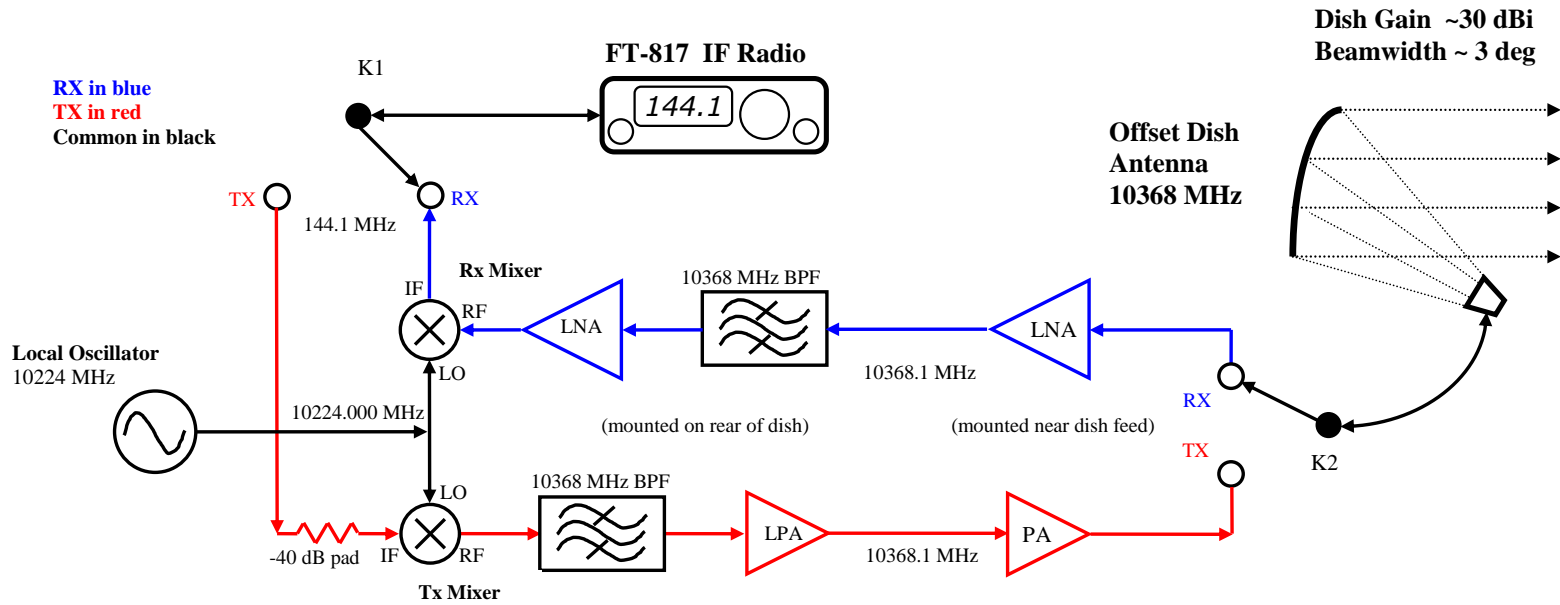 Dish Gain ~30 dBi
Beamwidth ~ 3 deg
FT-817 IF Radio
K1
RX in blue
TX in red
Common in black
144.1
Offset Dish
Antenna
10368 MHz
TX
RX
144.1 MHz
Rx Mixer
10368 MHz BPF
IF
RF
LNA
LNA
Local Oscillator
10224 MHz
LO
10368.1 MHz
10224.000 MHz
(mounted on rear of dish)
(mounted near dish feed)
RX
K2
TX
LO
10368 MHz BPF
LPA
PA
-40 dB pad
IF
RF
10368.1 MHz
Tx Mixer